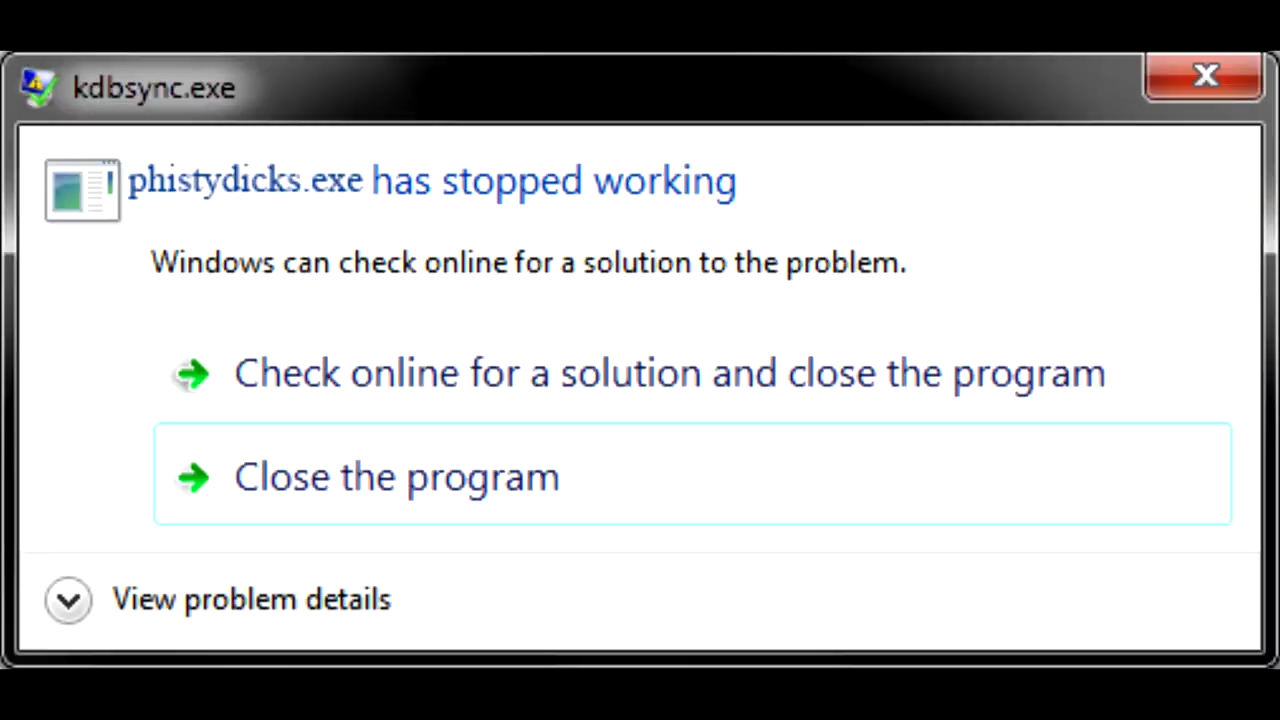 kdbsync.exe
phistydicks.exe has stopped working
Windows can check online for a solution to the problem.
Check online for a solution and close the program
Close the program
View problem details